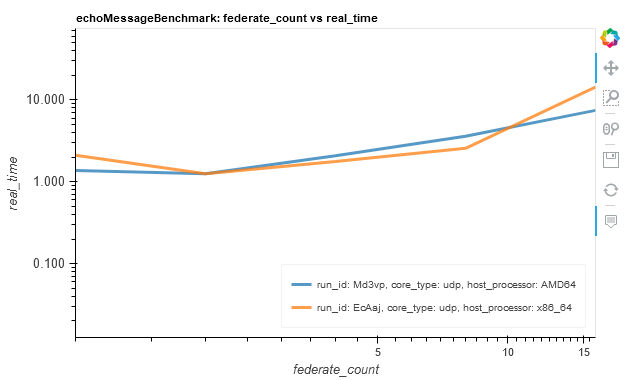 echoMessageBenchmark: federate_count vs real_time
10.000
1.000
0.100
real_time
run_id: Md3vp, core_type: udp, host_processor: AMD64
run_id: EcAaj, core_type: udp, host_processor: x86_64
5
10
15
federate_count